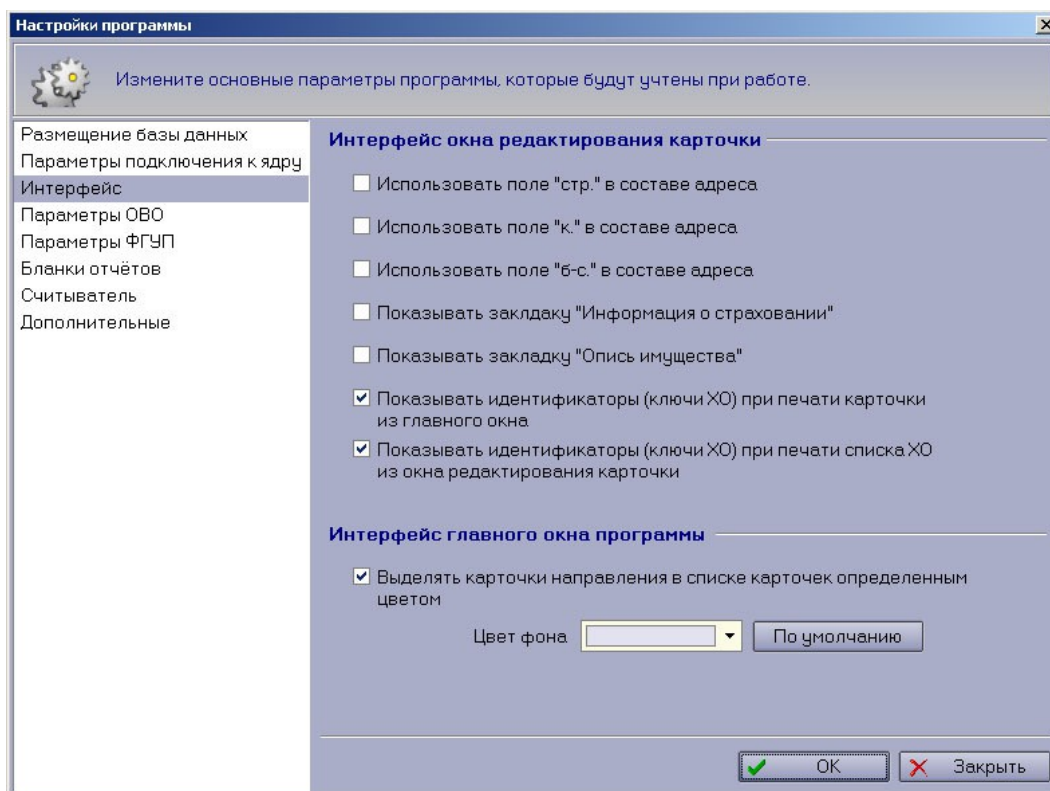 Настройки программы
Измените основные параметры программы, которые будут учтены при работе.
Размещение базы данных
Параметры подключения к ядру
Интерфейс
Параметры ОВО
Параметры ФГУП
Бланки отчётов
Считыватель
Дополнительные
Интерфейс окна редактирования карточки
Использовать поле "стр." в составе адреса
Использовать поле "к." в составе адреса
Использовать поле "б-с." в составе адреса
Показывать заклдаку "Информация о страховании"
Показывать закладку "Опись имущества"
Показывать идентификаторы (ключи ХО) при печати карточки
из главного окна
Показывать идентификаторы (ключи ХО) при печати списка ХО
из окна редактирования карточки
Интерфейс главного окна программы
Выделять карточки направления в списке карточек определенным
цветом
Цвет фона
По умолчанию
ОК
Закрыть